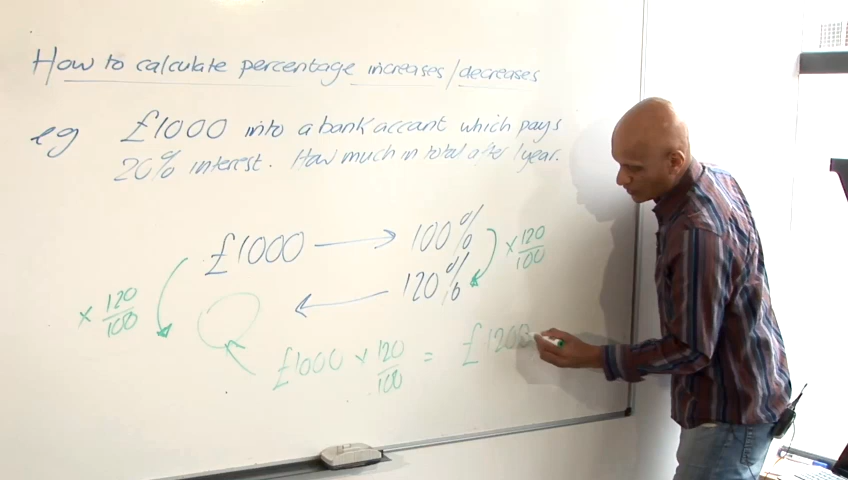 How to calculate percentage increases/decreases
eg £1000 into a bank accant which pays
20% interest. How much in total after 1 year.
£1000 → 100%
× 120/100
120%
× 120/100
£1000 × 120/100 = £120